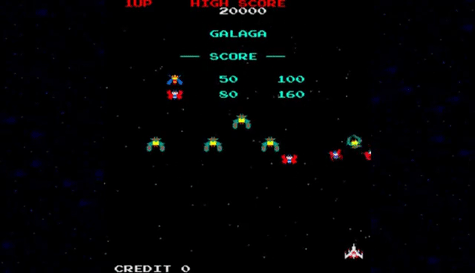 1UP HIGH SCORE
20000
GALAGA
— SCORE —
50 100
80 160
CREDIT 0